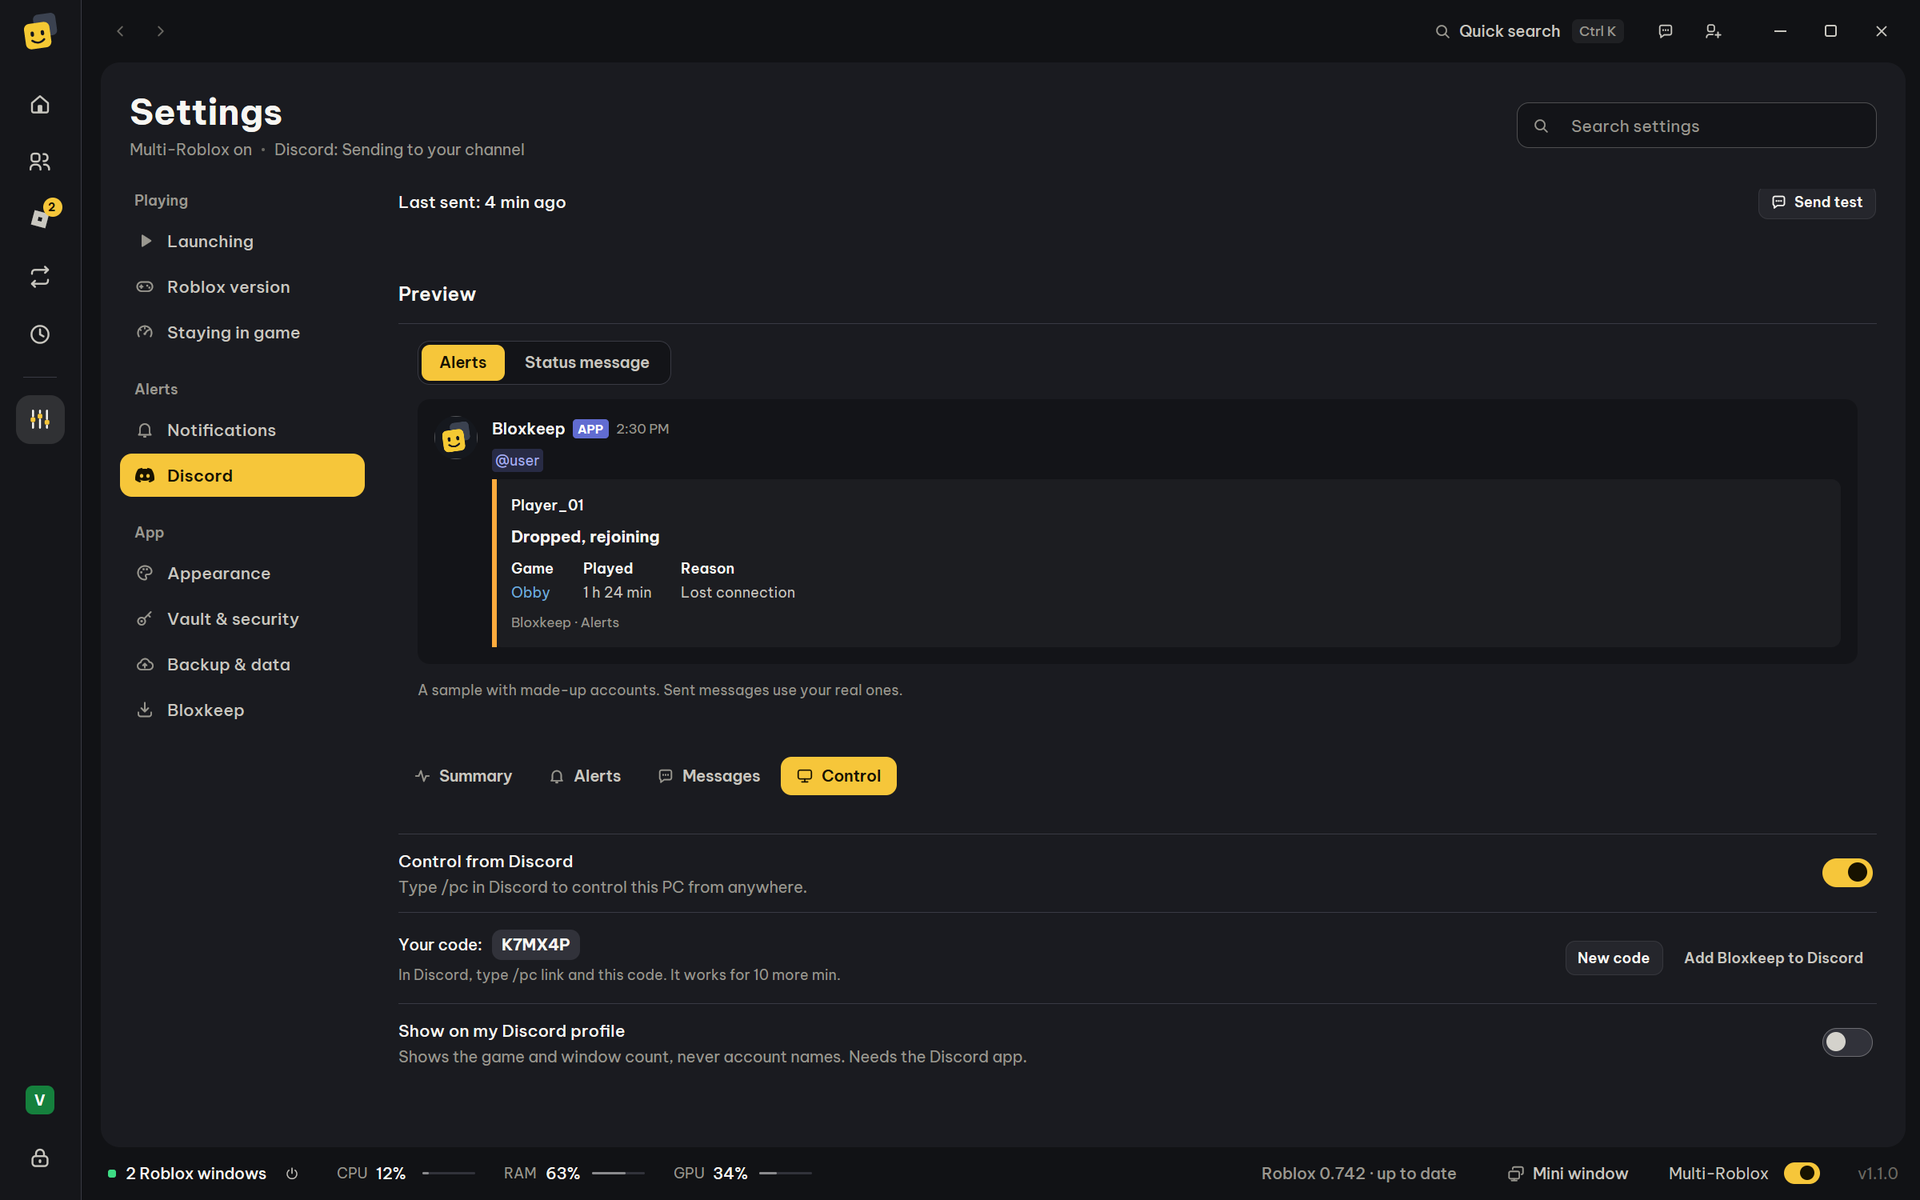 Quick search Ctrl K
Settings
Multi-Roblox on • Discord: Sending to your channel
Search settings
2
Playing
Launching
Roblox version
Staying in game
Alerts
Notifications
Discord
App
Appearance
Vault & security
Backup & data
Bloxkeep
Last sent: 4 min ago
Send test
Preview
Alerts Status message
Bloxkeep APP 2:30 PM
@user
Player_01
Dropped, rejoining
Game Played Reason
Obby 1 h 24 min Lost connection
Bloxkeep · Alerts
A sample with made-up accounts. Sent messages use your real ones.
Summary Alerts Messages Control
Control from Discord
Type /pc in Discord to control this PC from anywhere.
Your code: K7MX4P
In Discord, type /pc link and this code. It works for 10 more min.
New code Add Bloxkeep to Discord
Show on my Discord profile
Shows the game and window count, never account names. Needs the Discord app.
V
2 Roblox windows CPU 12% RAM 63% GPU 34% Roblox 0.742 · up to date Mini window Multi-Roblox v1.1.0